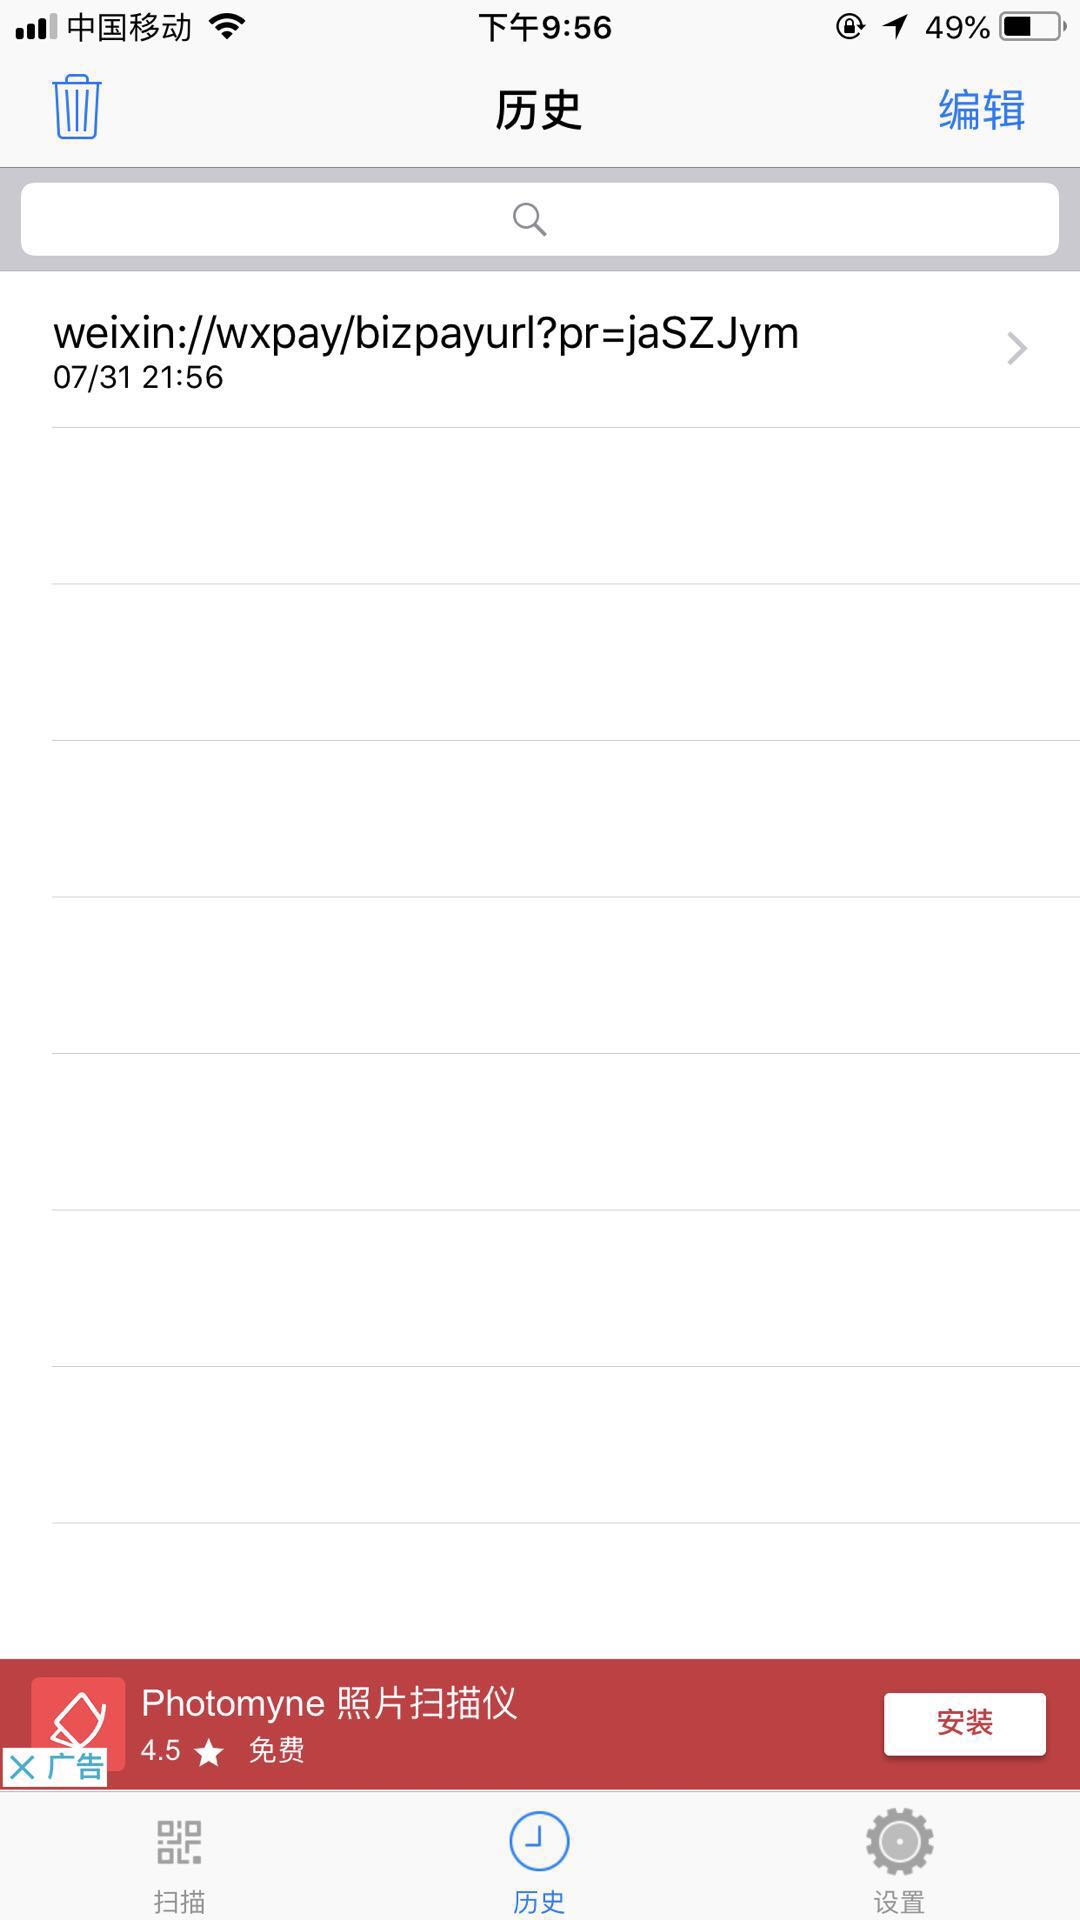 中国移动 下午9:56 49%
历史 编辑
weixin://wxpay/bizpayurl?pr=jaSZJym
07/31 21:56
Photomyne 照片扫描仪
4.5 ★ 免费
安装
广告
扫描 历史 设置